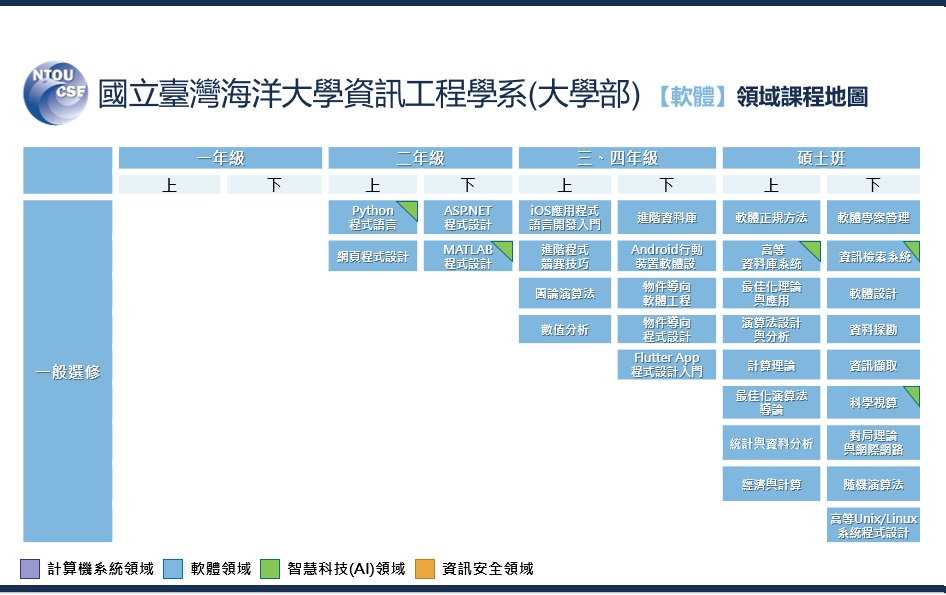 NTOU
CSE
國立臺灣海洋大學資訊工程學系(大學部)【軟體】領域課程地圖
一年級 二年級 三、四年級 碩士班
上 下 上 下 上 下 上 下
一般選修
Python
程式語言
ASP.NET
程式設計
iOS應用程式
語言開發入門
進階資料庫
軟體正規方法
軟體專案管理
網頁程式設計
MATLAB
程式設計
進階程式
競賽技巧
Android行動
裝置軟體設
高等
資料庫系統
資訊檢索系統
圖論演算法
物件導向
軟體工程
最佳化理論
與應用
軟體設計
數值分析
物件導向
程式設計
演算法設計
與分析
資料探勘
Flutter App
程式設計入門
計算理論
資訊擷取
最佳化演算法
導論
科學視算
統計與資料分析
對局理論
與網際網路
經濟與計算
隨機演算法
高等Unix/Linux
系統程式設計
計算機系統領域 軟體領域 智慧科技(AI)領域 資訊安全領域